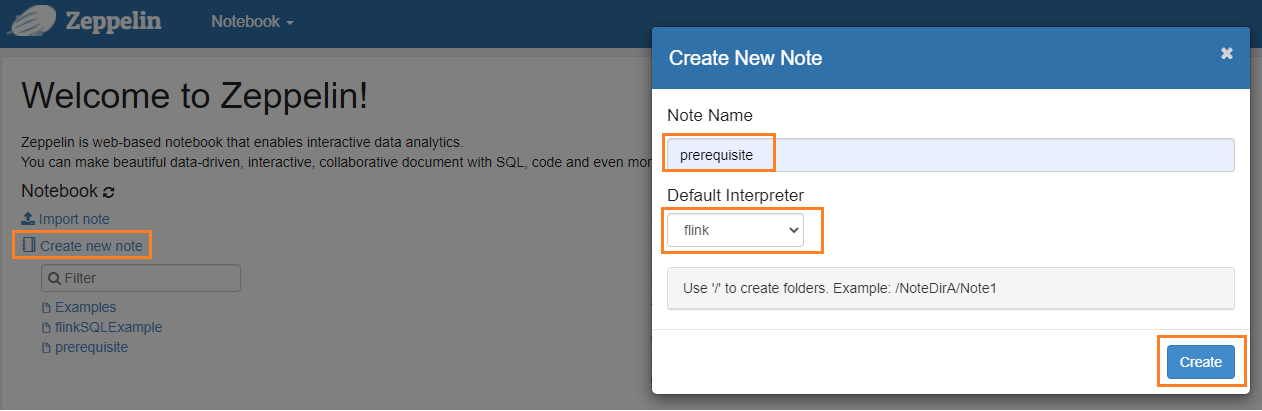 Zeppelin
Notebook
Welcome to Zeppelin!
Zeppelin is web-based notebook that enables interactive data analytics.
You can make beautiful data-driven, interactive, collaborative document with SQL, code and even mor
Notebook
Import note
Create new note
Filter
Examples
flinkSQLExample
prerequisite
Create New Note
×
Note Name
prerequisite
Default Interpreter
flink
Use '/' to create folders. Example: /NoteDirA/Note1
Create